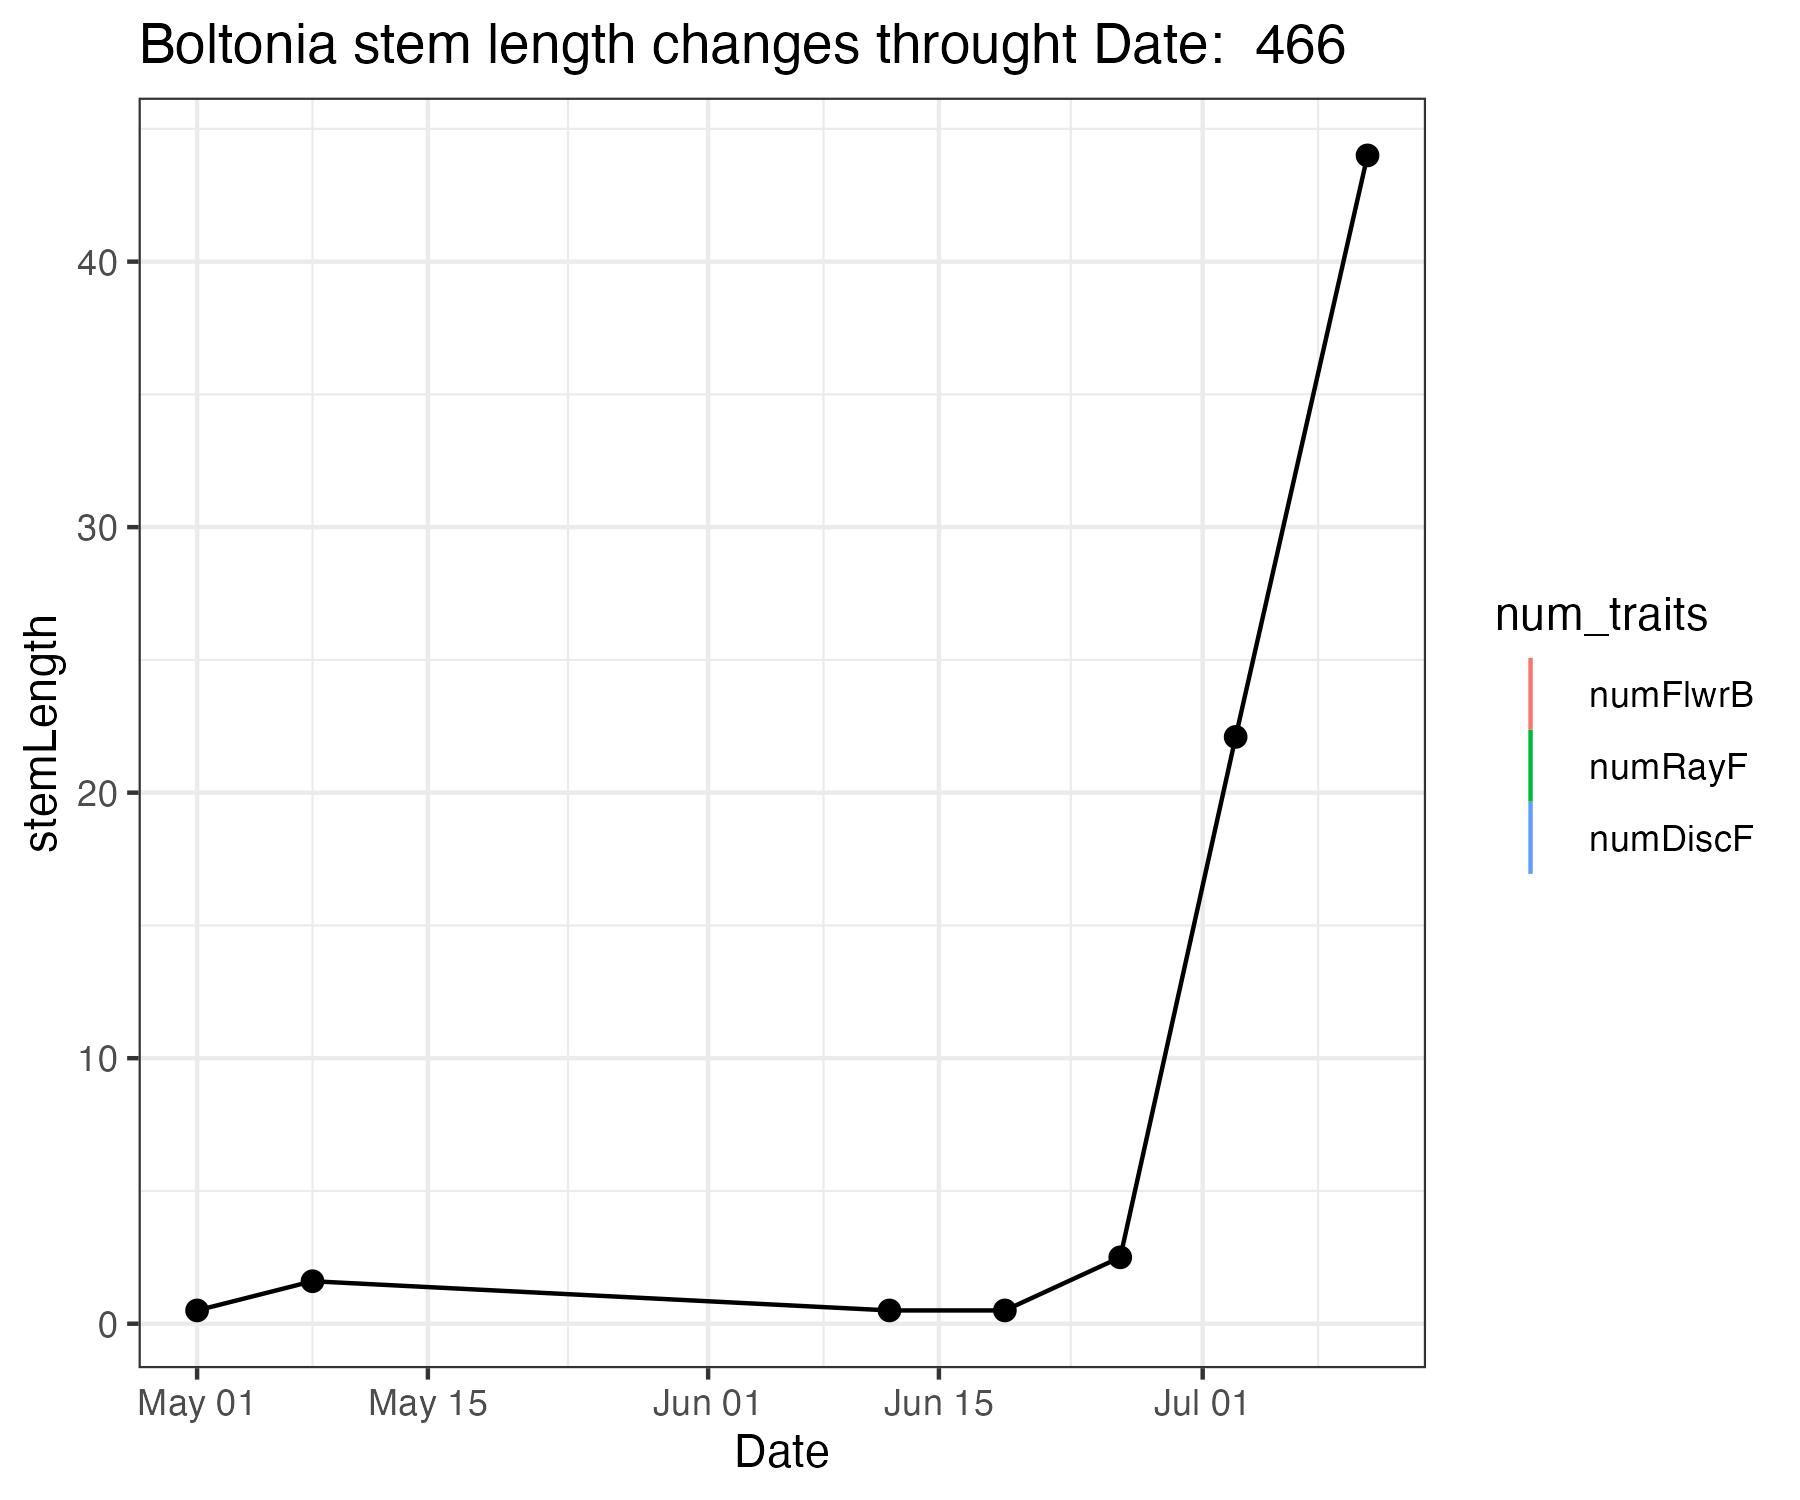 Boltonia stem length changes throught Date:  466
stemLength
40
30
20
10
0
May 01
May 15
Jun 01
Jun 15
Jul 01
Date
num_traits
numFlwrB
numRayF
numDiscF